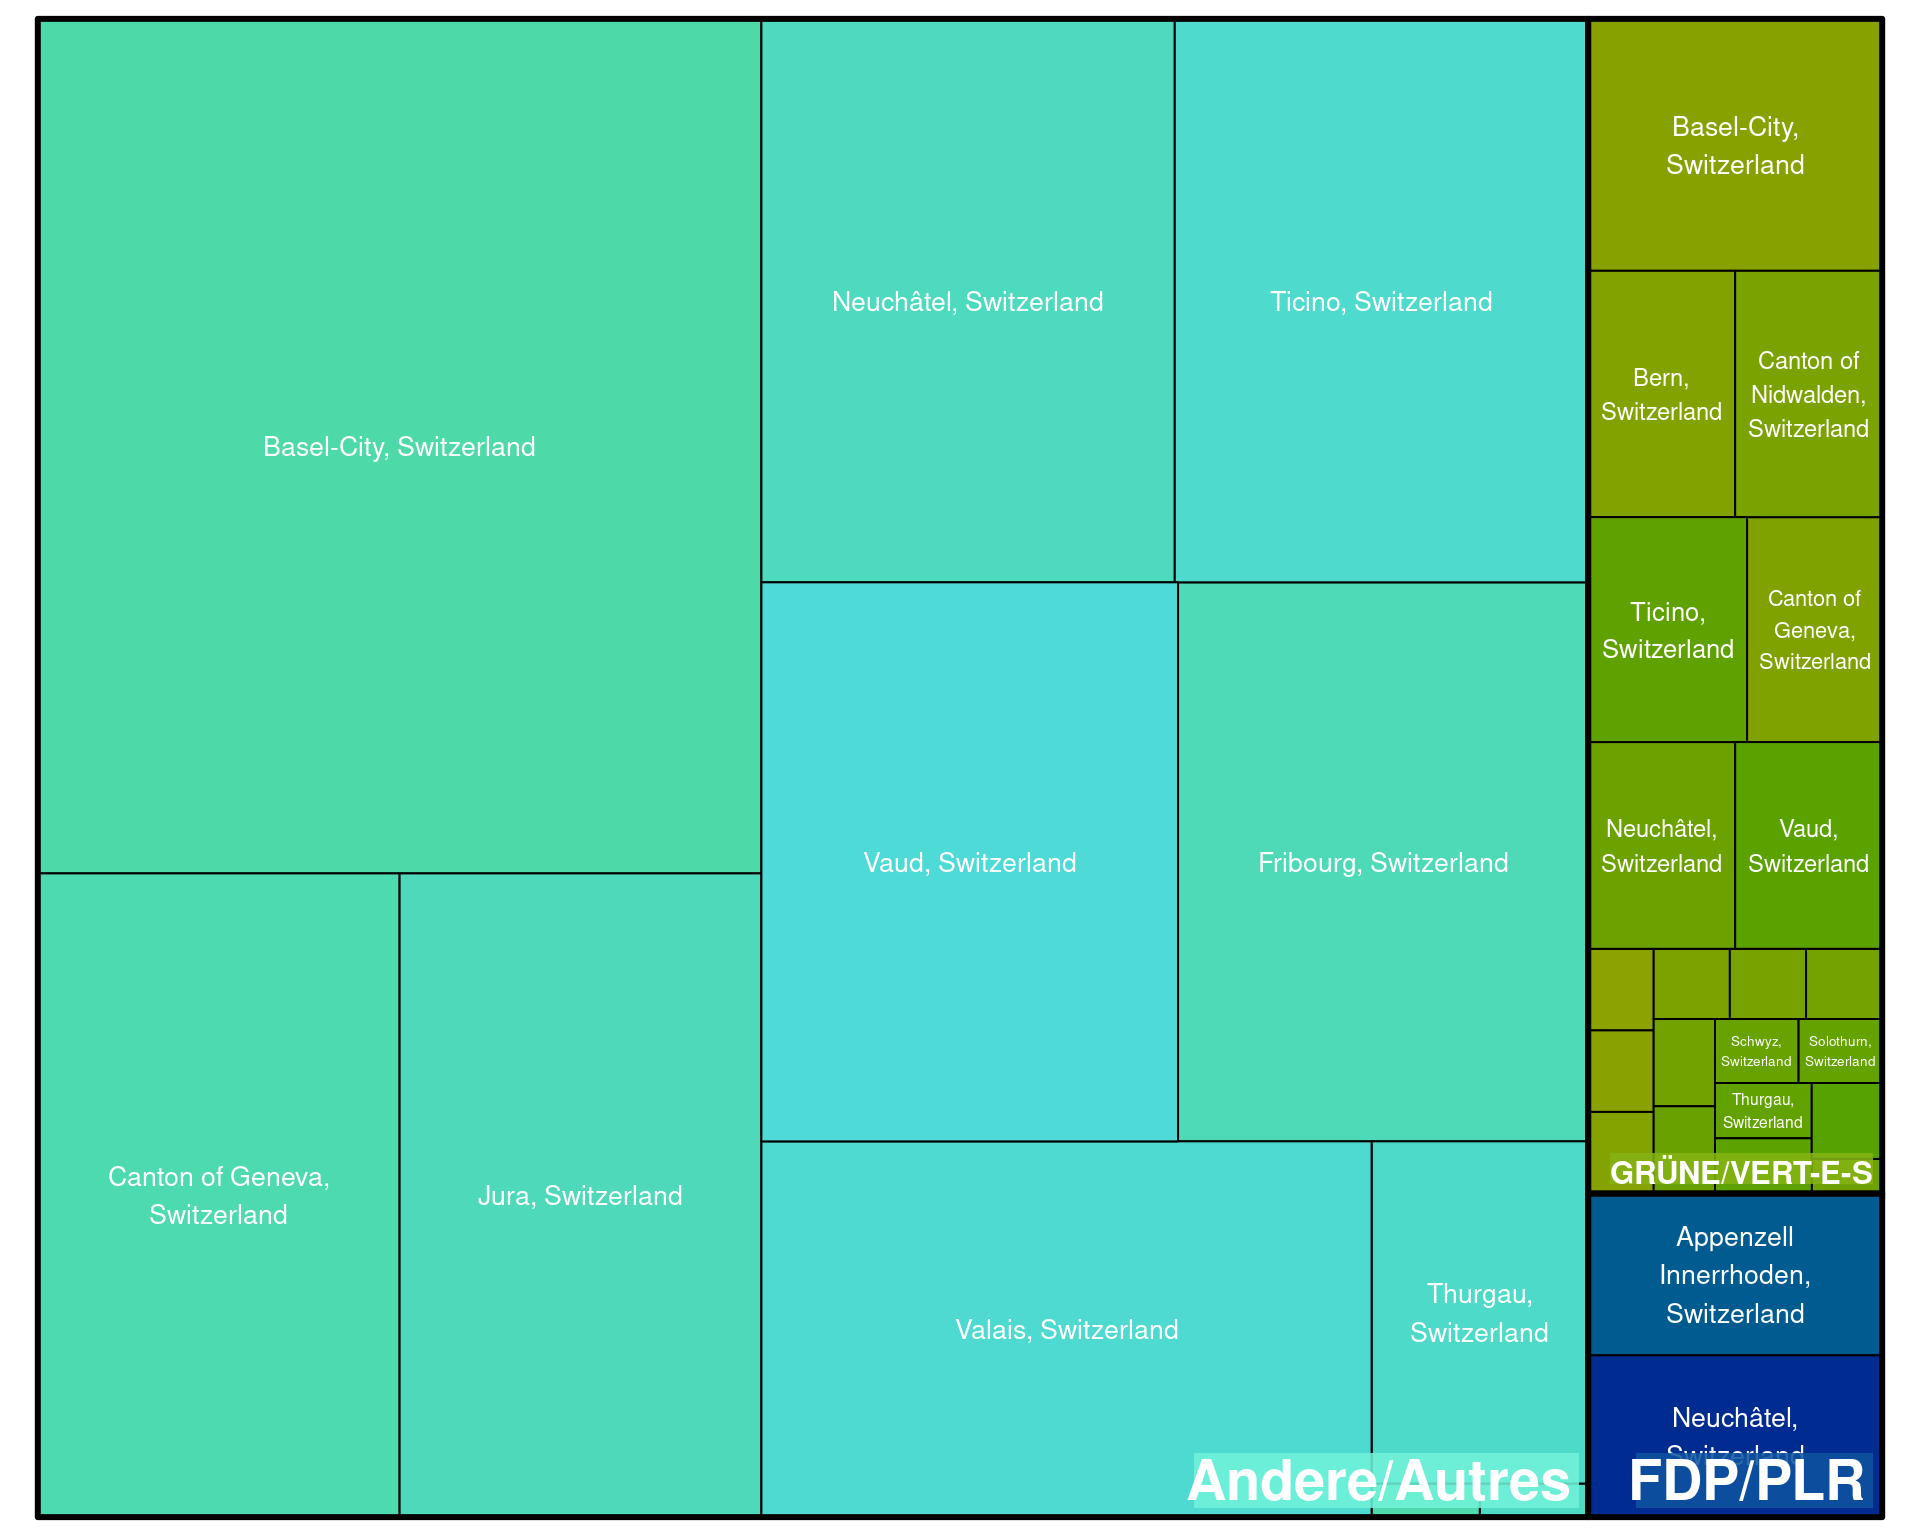 Basel-City, Switzerland
Neuchâtel, Switzerland
Ticino, Switzerland
Vaud, Switzerland
Fribourg, Switzerland
Canton of Geneva,
Switzerland
Jura, Switzerland
Valais, Switzerland
Thurgau,
Switzerland
Andere/Autres
Basel-City,
Switzerland
Bern,
Switzerland
Canton of
Nidwalden,
Switzerland
Ticino,
Switzerland
Canton of
Geneva,
Switzerland
Neuchâtel,
Switzerland
Vaud,
Switzerland
Schwyz,
Switzerland
Solothurn,
Switzerland
Thurgau,
Switzerland
GRÜNE/VERT-E-S
Appenzell
Innerrhoden,
Switzerland
Neuchâtel,
Switzerland
FDP/PLR